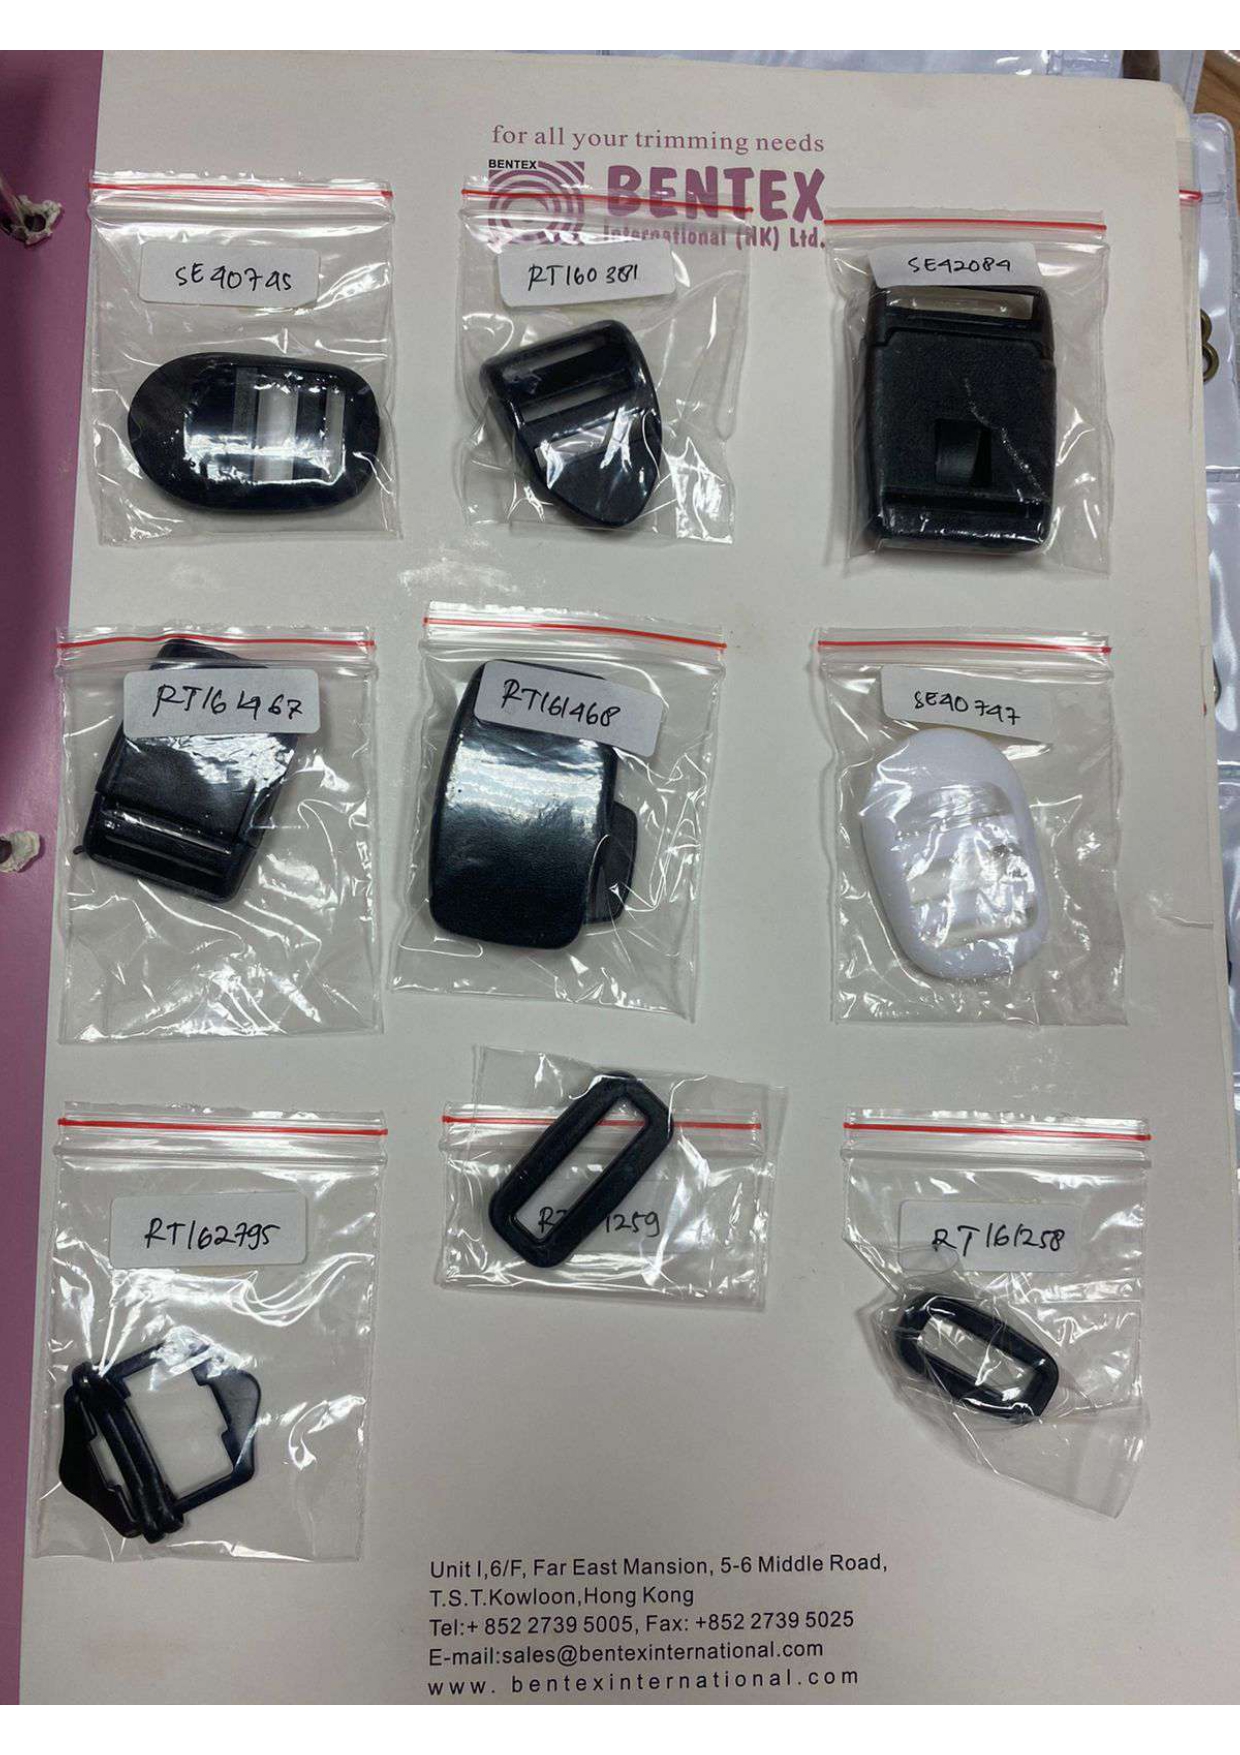 for all your trimming needs
BENTEX
BENTEX
International (HK) Ltd.
SE40745
RT160381
SE42084
RT161467
RT161468
SE40747
RT162795
1259
RT161258
Unit I,6/F, Far East Mansion, 5-6 Middle Road,
T.S.T.Kowloon,Hong Kong
Tel:+ 852 2739 5005, Fax: +852 2739 5025
E-mail:sales@bentexinternational.com
www. bentexinternational.com